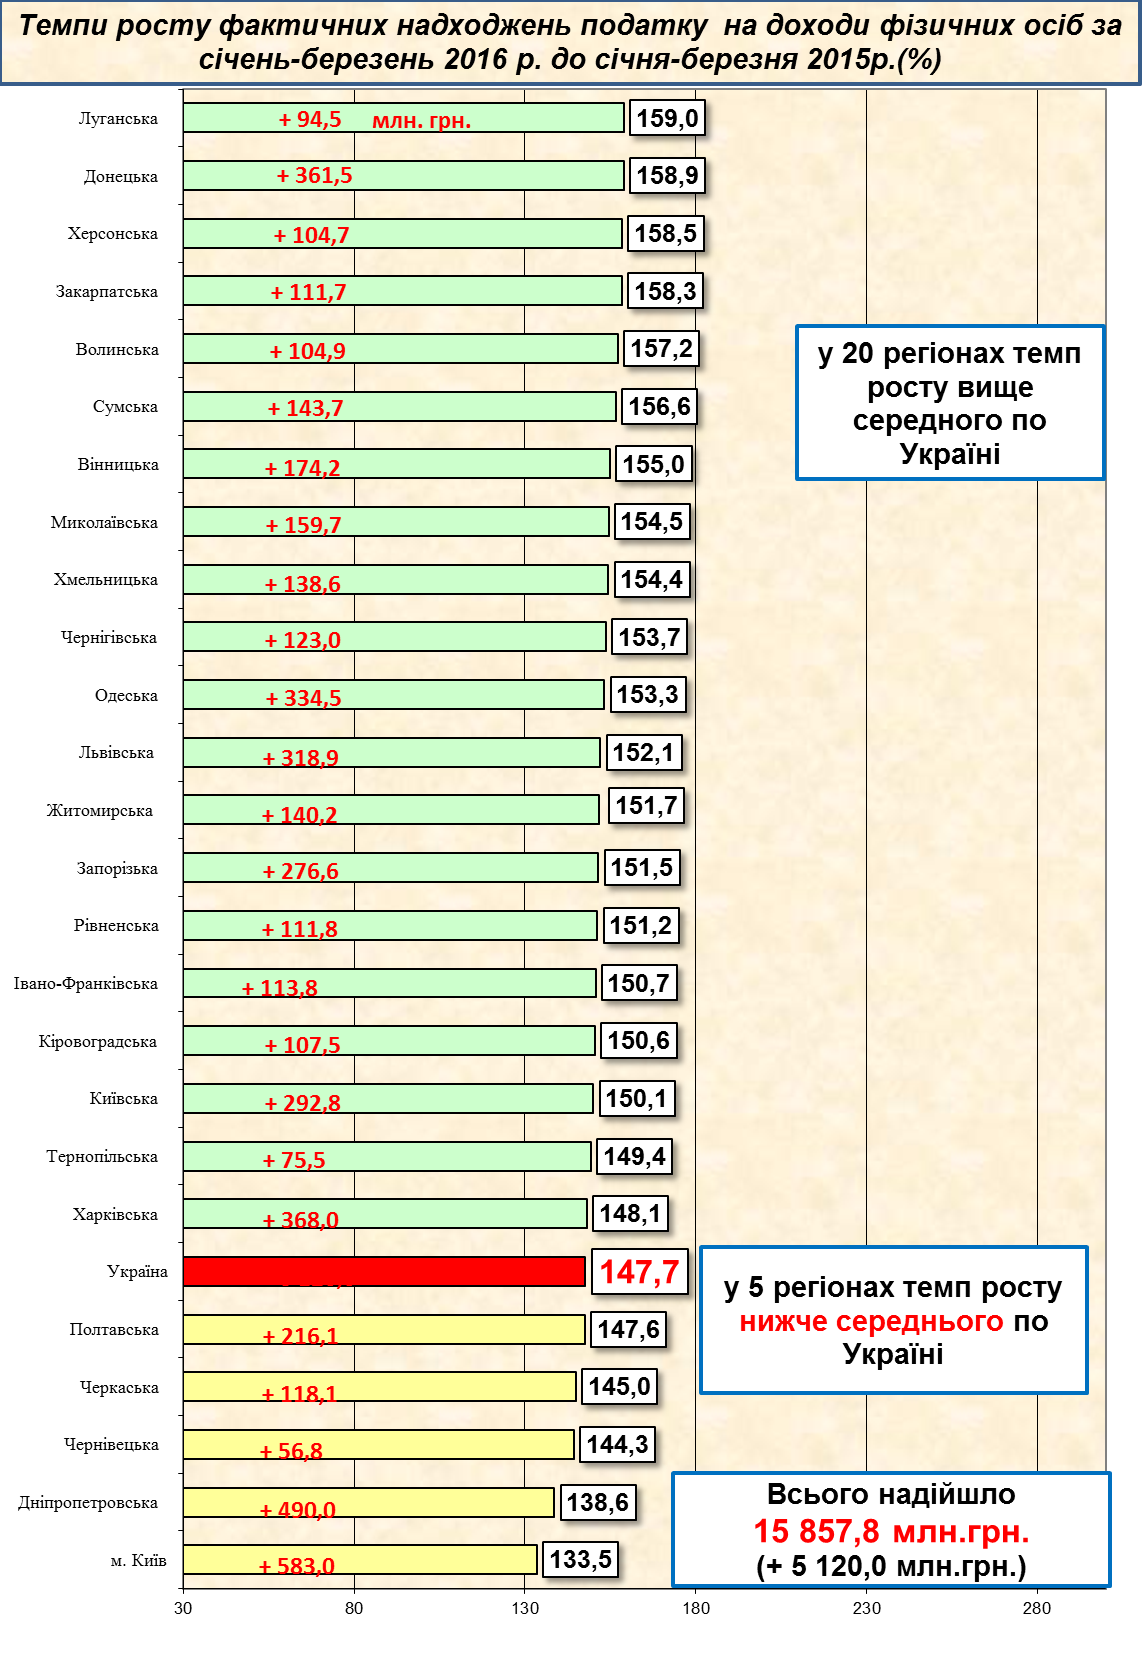 Темпи росту фактичних надходжень податку на доходи фізичних осіб за
січень-березень 2016 р. до січня-березня 2015р.(%)
Луганська + 94,5 млн. грн. 159,0
Донецька + 361,5 158,9
Херсонська + 104,7 158,5
Закарпатська + 111,7 158,3
Волинська + 104,9 157,2
Сумська + 143,7 156,6
Вінницька + 174,2 155,0
Миколаївська + 159,7 154,5
Хмельницька + 138,6 154,4
Чернігівська + 123,0 153,7
Одеська + 334,5 153,3
Львівська + 318,9 152,1
Житомирська + 140,2 151,7
Запорізька + 276,6 151,5
Рівненська + 111,8 151,2
Івано-Франківська + 113,8 150,7
Кіровоградська + 107,5 150,6
Київська + 292,8 150,1
Тернопільська + 75,5 149,4
Харківська + 368,0 148,1
Україна 147,7
Полтавська + 216,1 147,6
Черкаська + 118,1 145,0
Чернівецька + 56,8 144,3
Дніпропетровська + 490,0 138,6
м. Київ + 583,0 133,5
30 80 130 180 230 280
у 20 регіонах темп
росту вище
середного по
Україні
у 5 регіонах темп росту
нижче середнього по
Україні
Всього надійшло
15 857,8 млн.грн.
(+ 5 120,0 млн.грн.)